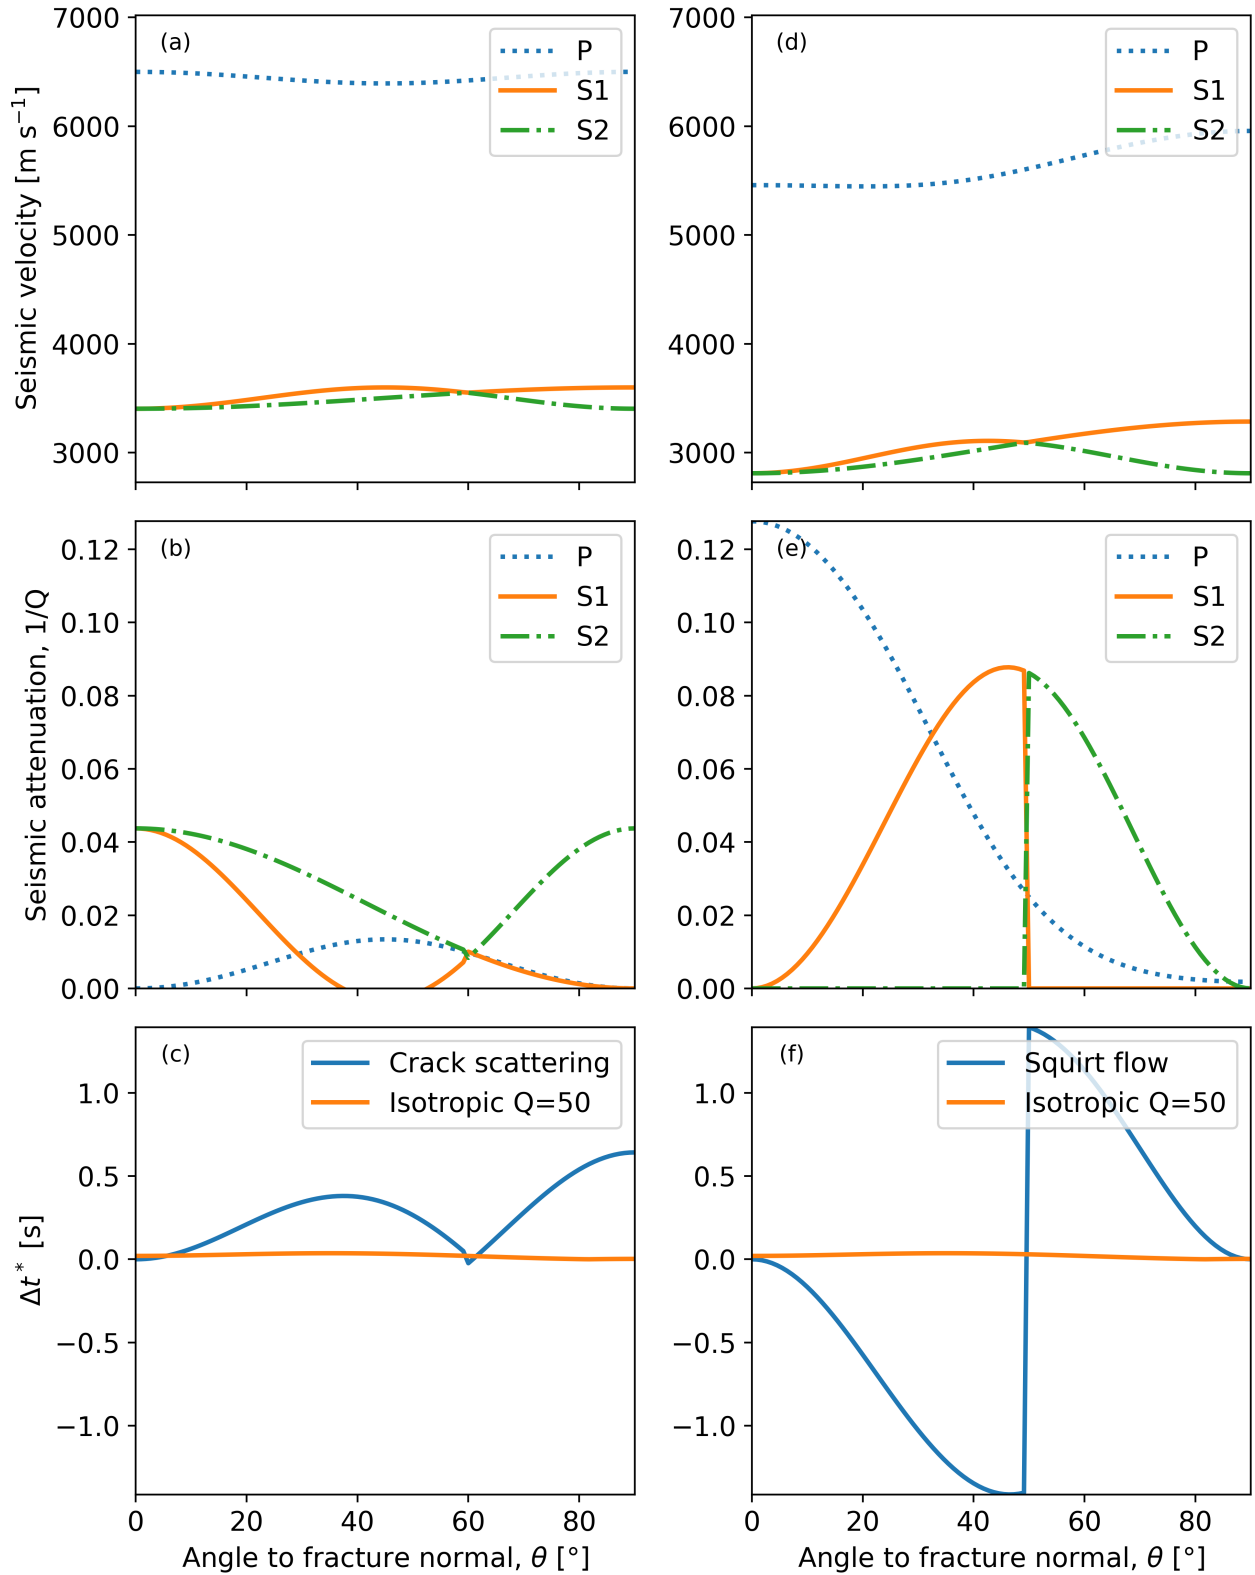 (a)
P
S1
S2
7000
6000
5000
4000
3000
Seismic velocity [m s⁻¹]
(d)
P
S1
S2
7000
6000
5000
4000
3000
(b)
P
S1
S2
0.12
0.10
0.08
0.06
0.04
0.02
0.00
Seismic attenuation, 1/Q
(e)
P
S1
S2
0.12
0.10
0.08
0.06
0.04
0.02
0.00
(c)
Crack scattering
Isotropic Q=50
1.0
0.5
0.0
−0.5
−1.0
Δt* [s]
0 20 40 60 80
Angle to fracture normal, θ [°]
(f)
Squirt flow
Isotropic Q=50
1.0
0.5
0.0
−0.5
−1.0
0 20 40 60 80
Angle to fracture normal, θ [°]